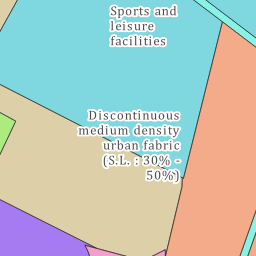 Sports and
leisure
facilities
Discontinuous
medium density
urban fabric
(S.L. : 30% -
50%)